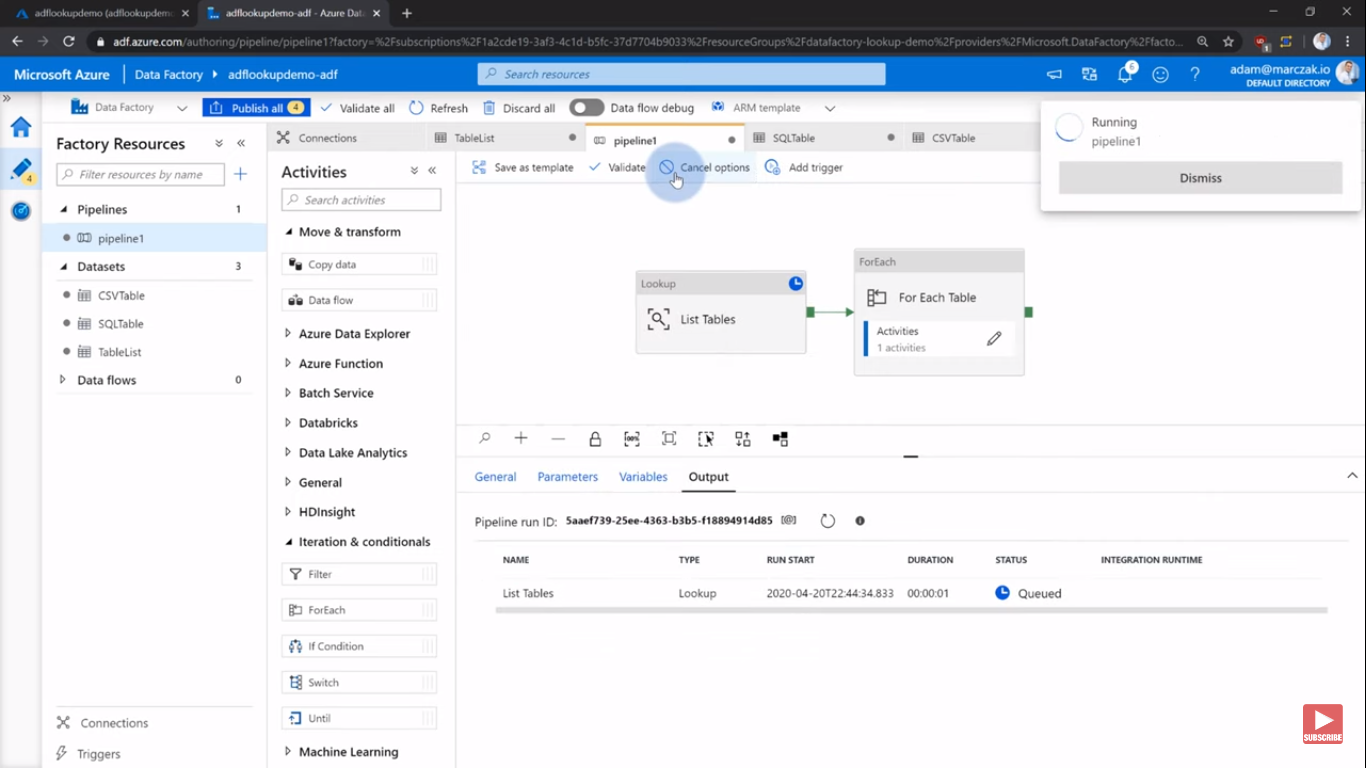 adflookupdemo (adflookupdemo
adflookupdemo-adf - Azure Data
adf.azure.com/authoring/pipeline/pipeline1?factory=%2Fsubscriptions%2F1a2cde19-3af3-4c1d-b5fc-37d7704b9033%2FresourceGroups%2Fdatafactory-lookup-demo%2Fproviders%2FMicrosoft.DataFactory%2Ffacto...
Microsoft Azure
Data Factory
adflookupdemo-adf
Search resources
6
adam@marczak.io
DEFAULT DIRECTORY
Data Factory
Publish all 4
Validate all
Refresh
Discard all
Data flow debug
ARM template
Running
pipeline1
Dismiss
4
Factory Resources
Filter resources by name
Pipelines 1
pipeline1
Datasets 3
CSVTable
SQLTable
TableList
Data flows 0
Connections
Triggers
Connections
TableList
pipeline1
SQLTable
CSVTable
Activities
Search activities
Move & transform
Copy data
Data flow
Azure Data Explorer
Azure Function
Batch Service
Databricks
Data Lake Analytics
General
HDInsight
Iteration & conditionals
Filter
ForEach
If Condition
Switch
Until
Machine Learning
Save as template
Validate
Cancel options
Add trigger
Lookup
List Tables
ForEach
For Each Table
Activities
1 activities
100%
General
Parameters
Variables
Output
Pipeline run ID: 5aaef739-25ee-4363-b3b5-f18894914d85
NAME TYPE RUN START DURATION STATUS INTEGRATION RUNTIME
List Tables Lookup 2020-04-20T22:44:34.833 00:00:01 Queued
SUBSCRIBE